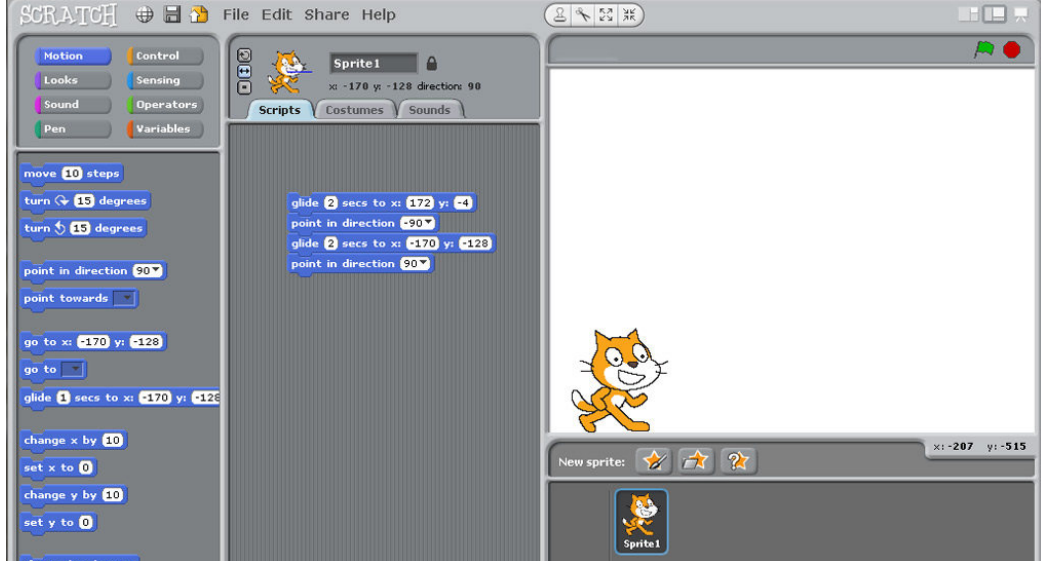 SCRATCH File Edit Share Help
Motion Control
Looks Sensing
Sound Operators
Pen Variables
Sprite1
x: -170 y: -128 direction: 90
Scripts Costumes Sounds
move 10 steps
turn 15 degrees
turn 15 degrees
point in direction 90
point towards
go to x: -170 y: -128
go to
glide 1 secs to x: -170 y: -128
change x by 10
set x to 0
change y by 10
set y to 0
glide 2 secs to x: 172 y: -4
point in direction -90
glide 2 secs to x: -170 y: -128
point in direction 90
x: -207 y: -515
New sprite:
Sprite1